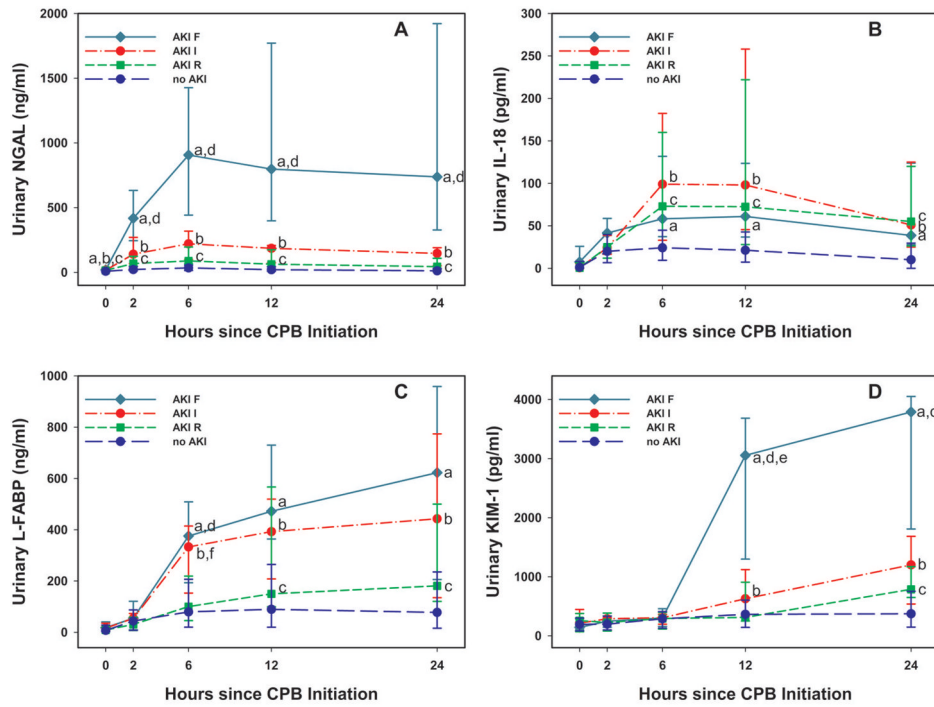 A
AKI F
AKI I
AKI R
no AKI
Urinary NGAL (ng/ml)
2000
1500
1000
500
0
a,b,c
a,d
b
c
a,d
b
c
a,d
b
c
a,d
b
c
0 2 6 12 24
Hours since CPB Initiation
B
AKI F
AKI I
AKI R
no AKI
Urinary IL-18 (pg/ml)
300
250
200
150
100
50
0
b
c
a
b
c
a
c
b
a
0 2 6 12 24
Hours since CPB Initiation
C
AKI F
AKI I
AKI R
no AKI
Urinary L-FABP (ng/ml)
1000
800
600
400
200
0
a,d
b,f
a
b
c
a
b
c
0 2 6 12 24
Hours since CPB Initiation
D
AKI F
AKI I
AKI R
no AKI
Urinary KIM-1 (pg/ml)
4000
3000
2000
1000
0
a,d,e
b
b
c
0 2 6 12 24
Hours since CPB Initiation